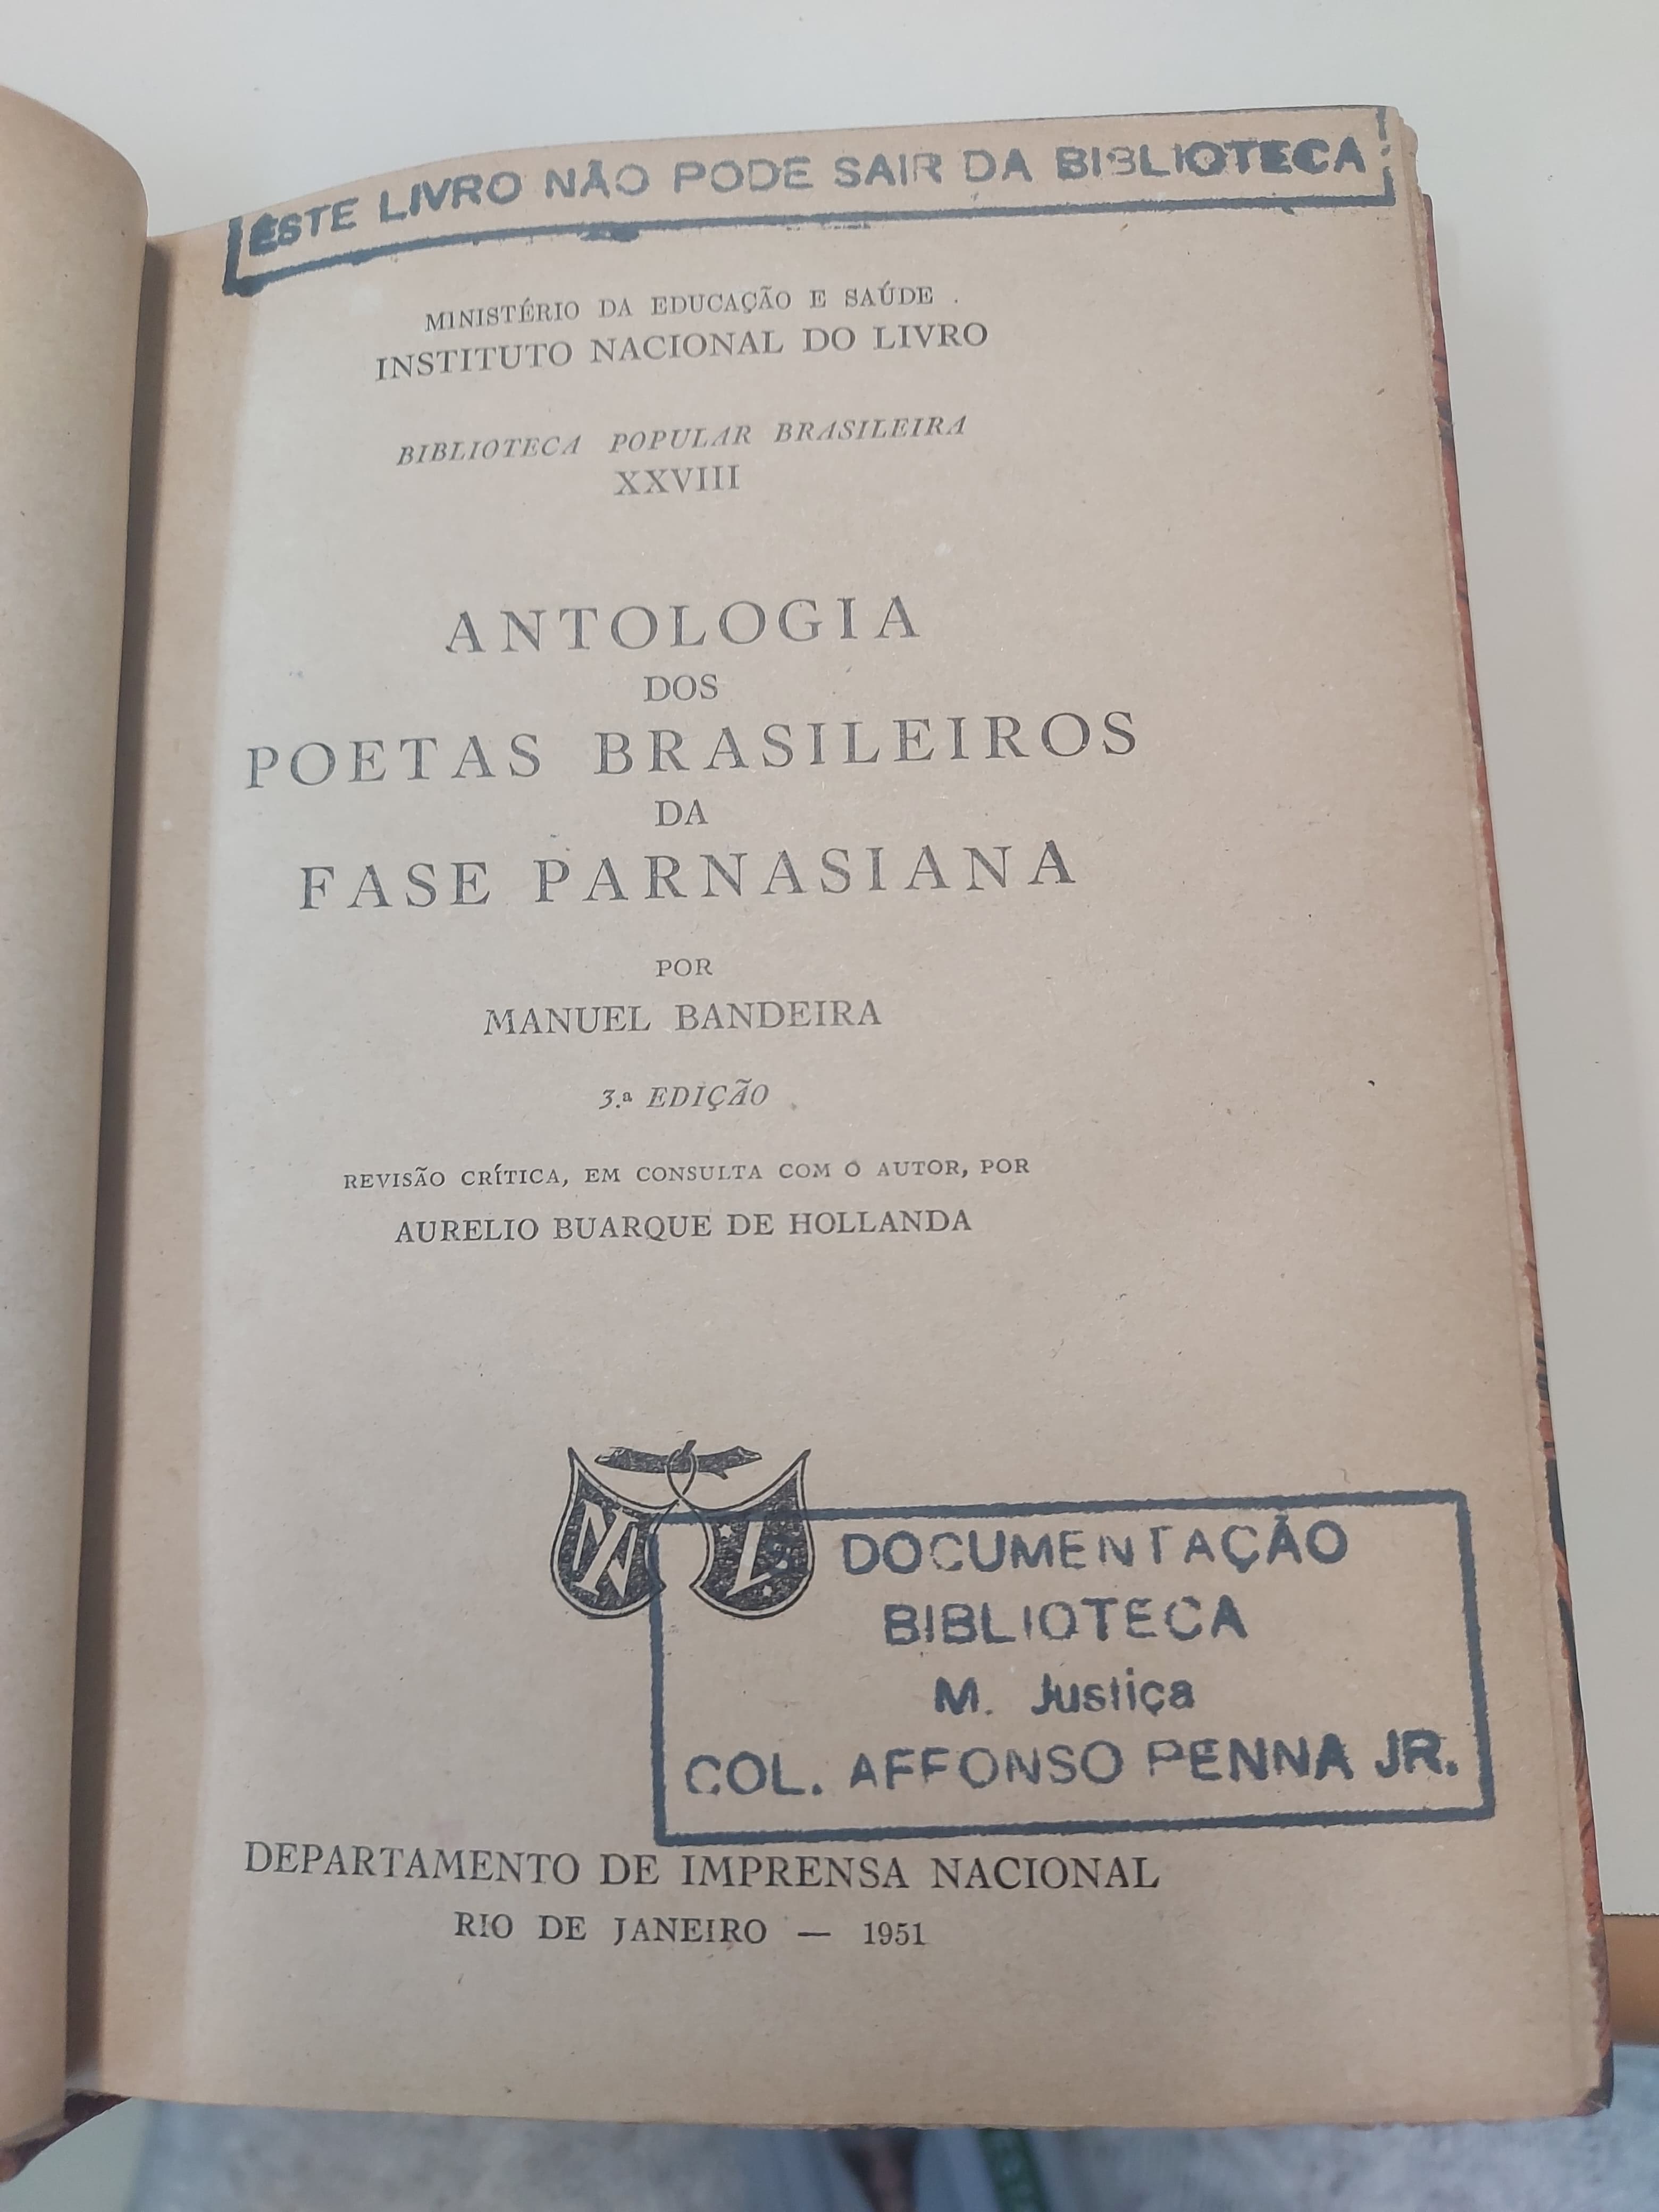 ÊSTE LIVRO NÃO PODE SAIR DA BIBLIOTECA
MINISTÉRIO DA EDUCAÇÃO E SAÚDE
INSTITUTO NACIONAL DO LIVRO
BIBLIOTECA POPULAR BRASILEIRA
XXVIII
ANTOLOGIA
DOS
POETAS BRASILEIROS
DA
FASE PARNASIANA
POR
MANUEL BANDEIRA
3.ª EDIÇÃO
REVISÃO CRÍTICA, EM CONSULTA COM O AUTOR, POR
AURELIO BUARQUE DE HOLLANDA
DOCUMENTAÇÃO
BIBLIOTECA
M. Justiça
COL. AFFONSO PENNA JR.
DEPARTAMENTO DE IMPRENSA NACIONAL
RIO DE JANEIRO — 1951